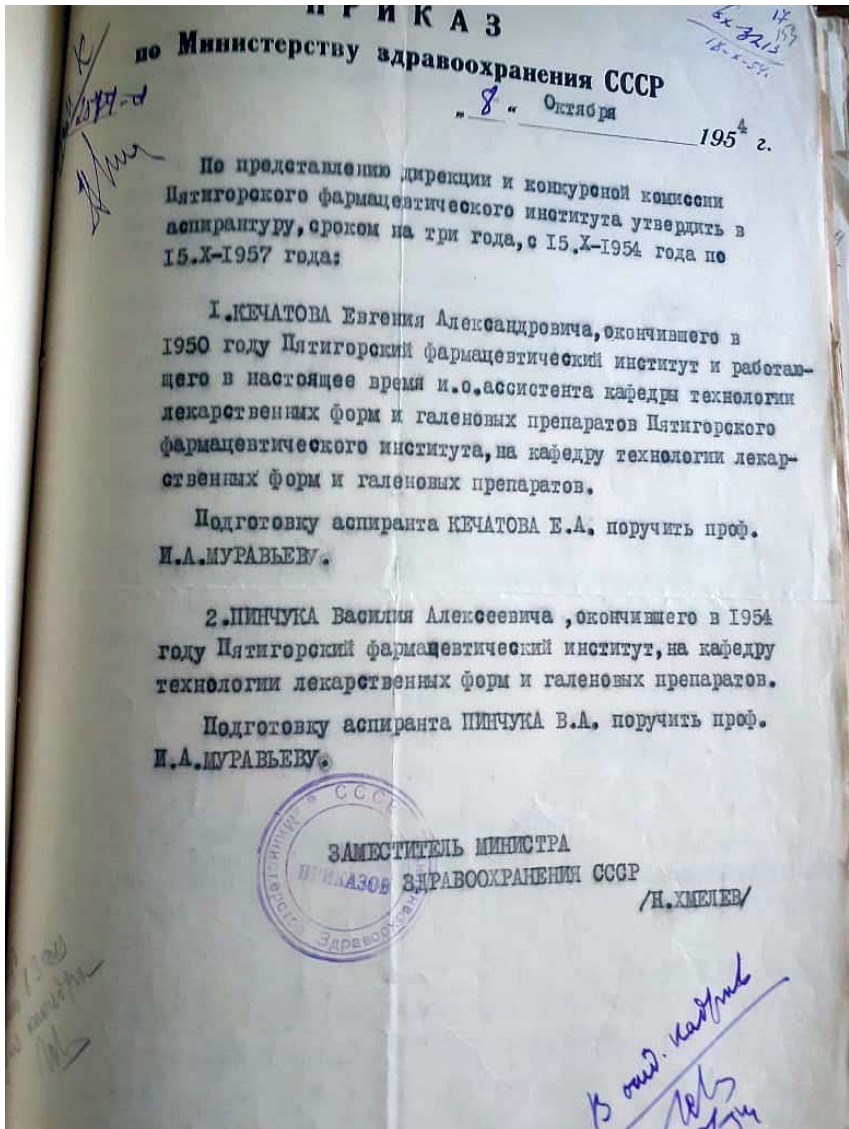 ПРИКАЗ
по Министерству здравоохранения СССР
„ 8 “ Октября 1954 г.
Вх-3213
18-X-54.
По представлению дирекции и конкурсной комиссии
Пятигорского фармацевтического института утвердить в
аспирантуру, сроком на три года, с 15.X-1954 года по
15.X-1957 года:
1.КЕЧАТОВА Евгения Александровича, окончившего в
1950 году Пятигорский фармацевтический институт и работаю-
щего в настоящее время и.о.ассистента кафедры технологии
лекарственных форм и галеновых препаратов Пятигорского
фармацевтического института, на кафедру технологии лекар-
ственных форм и галеновых препаратов.
Подготовку аспиранта КЕЧАТОВА Е.А. поручить проф.
И.А.МУРАВЬЕВУ.
2.ПИНЧУКА Василия Алексеевича ,окончившего в 1954
году Пятигорский фармацевтический институт, на кафедру
технологии лекарственных форм и галеновых препаратов.
Подготовку аспиранта ПИНЧУКА В.А. поручить проф.
И.А.МУРАВЬЕВУ.
СССР
Министерство Здравоохранения
ПРИКАЗОВ
ЗАМЕСТИТЕЛЬ МИНИСТРА
ЗДРАВООХРАНЕНИЯ СССР
/Н.ХМЕЛЕВ/
В отд. кадров